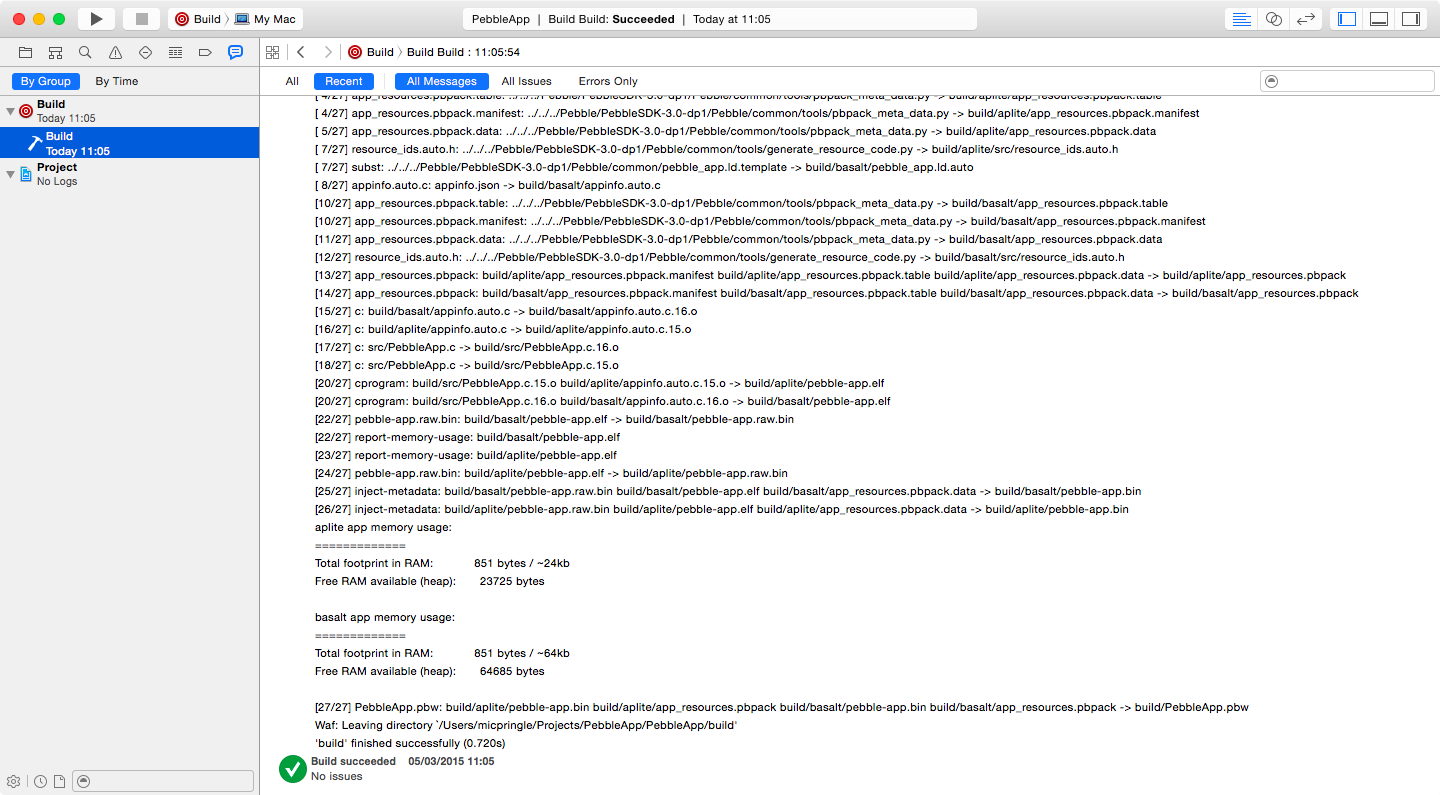 Build 〉 My Mac
PebbleApp | Build Build: Succeeded | Today at 11:05
Build 〉 Build Build : 11:05:54
By Group By Time
All Recent All Messages All Issues Errors Only
Build
Today 11:05
Build
Today 11:05
Project
No Logs
[ 4/27] app_resources.pbpack.table: ../../../Pebble/PebbleSDK-3.0-dp1/Pebble/common/tools/pbpack_meta_data.py -> build/aplite/app_resources.pbpack.table
[ 4/27] app_resources.pbpack.manifest: ../../../Pebble/PebbleSDK-3.0-dp1/Pebble/common/tools/pbpack_meta_data.py -> build/aplite/app_resources.pbpack.manifest
[ 5/27] app_resources.pbpack.data: ../../../Pebble/PebbleSDK-3.0-dp1/Pebble/common/tools/pbpack_meta_data.py -> build/aplite/app_resources.pbpack.data
[ 7/27] resource_ids.auto.h: ../../../Pebble/PebbleSDK-3.0-dp1/Pebble/common/tools/generate_resource_code.py -> build/aplite/src/resource_ids.auto.h
[ 7/27] subst: ../../../Pebble/PebbleSDK-3.0-dp1/Pebble/common/pebble_app.ld.template -> build/basalt/pebble_app.ld.auto
[ 8/27] appinfo.auto.c: appinfo.json -> build/basalt/appinfo.auto.c
[10/27] app_resources.pbpack.table: ../../../Pebble/PebbleSDK-3.0-dp1/Pebble/common/tools/pbpack_meta_data.py -> build/basalt/app_resources.pbpack.table
[10/27] app_resources.pbpack.manifest: ../../../Pebble/PebbleSDK-3.0-dp1/Pebble/common/tools/pbpack_meta_data.py -> build/basalt/app_resources.pbpack.manifest
[11/27] app_resources.pbpack.data: ../../../Pebble/PebbleSDK-3.0-dp1/Pebble/common/tools/pbpack_meta_data.py -> build/basalt/app_resources.pbpack.data
[12/27] resource_ids.auto.h: ../../../Pebble/PebbleSDK-3.0-dp1/Pebble/common/tools/generate_resource_code.py -> build/basalt/src/resource_ids.auto.h
[13/27] app_resources.pbpack: build/aplite/app_resources.pbpack.manifest build/aplite/app_resources.pbpack.table build/aplite/app_resources.pbpack.data -> build/aplite/app_resources.pbpack
[14/27] app_resources.pbpack: build/basalt/app_resources.pbpack.manifest build/basalt/app_resources.pbpack.table build/basalt/app_resources.pbpack.data -> build/basalt/app_resources.pbpack
[15/27] c: build/basalt/appinfo.auto.c -> build/basalt/appinfo.auto.c.16.o
[16/27] c: build/aplite/appinfo.auto.c -> build/aplite/appinfo.auto.c.15.o
[17/27] c: src/PebbleApp.c -> build/src/PebbleApp.c.16.o
[18/27] c: src/PebbleApp.c -> build/src/PebbleApp.c.15.o
[20/27] cprogram: build/src/PebbleApp.c.15.o build/aplite/appinfo.auto.c.15.o -> build/aplite/pebble-app.elf
[20/27] cprogram: build/src/PebbleApp.c.16.o build/basalt/appinfo.auto.c.16.o -> build/basalt/pebble-app.elf
[22/27] pebble-app.raw.bin: build/basalt/pebble-app.elf -> build/basalt/pebble-app.raw.bin
[22/27] report-memory-usage: build/basalt/pebble-app.elf
[23/27] report-memory-usage: build/aplite/pebble-app.elf
[24/27] pebble-app.raw.bin: build/aplite/pebble-app.elf -> build/aplite/pebble-app.raw.bin
[25/27] inject-metadata: build/basalt/pebble-app.raw.bin build/basalt/pebble-app.elf build/basalt/app_resources.pbpack.data -> build/basalt/pebble-app.bin
[26/27] inject-metadata: build/aplite/pebble-app.raw.bin build/aplite/pebble-app.elf build/aplite/app_resources.pbpack.data -> build/aplite/pebble-app.bin
aplite app memory usage:
=============
Total footprint in RAM: 851 bytes / ~24kb
Free RAM available (heap): 23725 bytes
basalt app memory usage:
=============
Total footprint in RAM: 851 bytes / ~64kb
Free RAM available (heap): 64685 bytes
[27/27] PebbleApp.pbw: build/aplite/pebble-app.bin build/aplite/app_resources.pbpack build/basalt/pebble-app.bin build/basalt/app_resources.pbpack -> build/PebbleApp.pbw
Waf: Leaving directory `/Users/micpringle/Projects/PebbleApp/PebbleApp/build'
'build' finished successfully (0.720s)
Build succeeded 05/03/2015 11:05
No issues